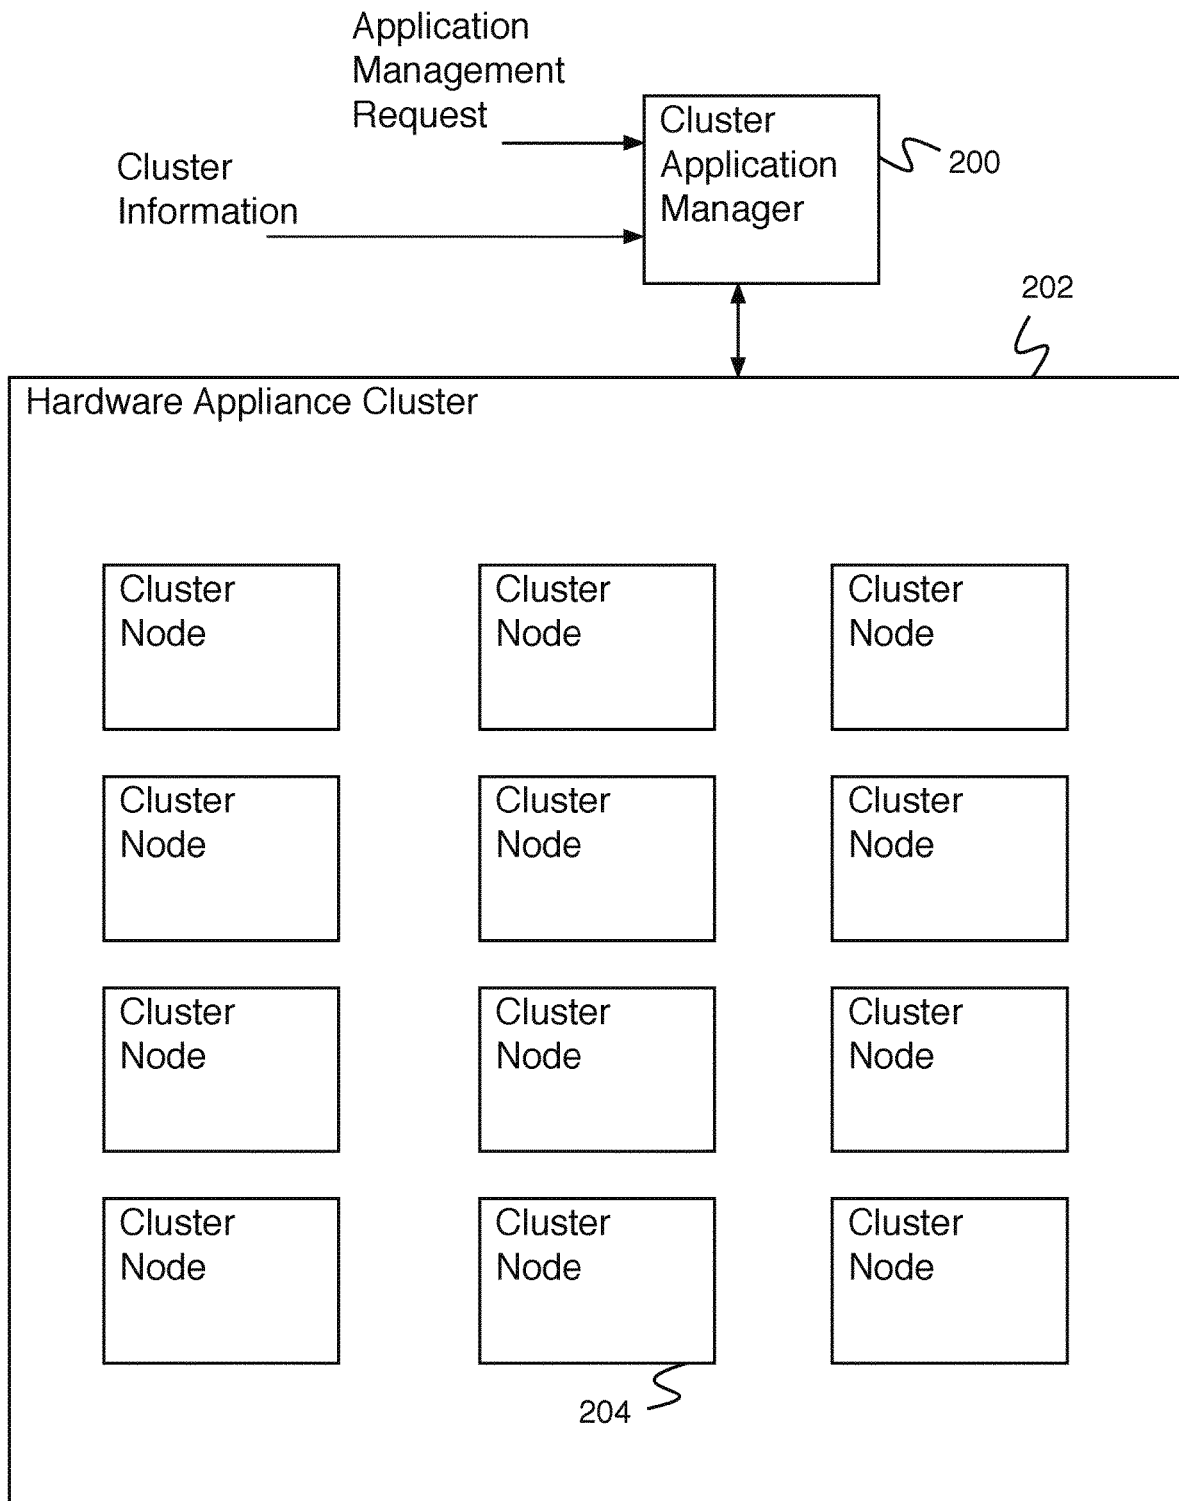 Application
Management
Request
Cluster
Information
Cluster
Application
Manager
200
202
Hardware Appliance Cluster
Cluster
Node
Cluster
Node
Cluster
Node
Cluster
Node
Cluster
Node
Cluster
Node
Cluster
Node
Cluster
Node
Cluster
Node
Cluster
Node
Cluster
Node
Cluster
Node
204